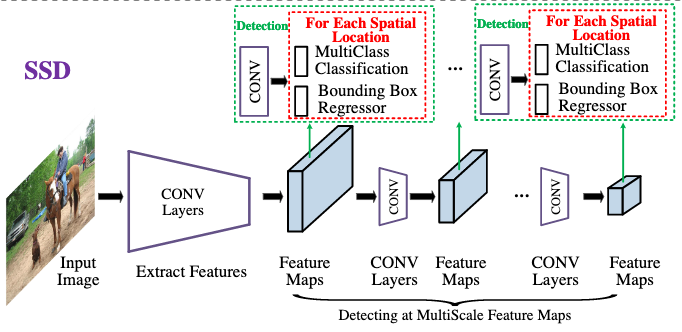 SSD
Detection
For Each Spatial
Location
CONV
MultiClass
Classification
Bounding Box
Regressor
...
Detection
For Each Spatial
Location
CONV
MultiClass
Classification
Bounding Box
Regressor
CONV
Layers
CONV
...
CONV
Input
Image
Extract Features
Feature
Maps
CONV
Layers
Feature
Maps
CONV
Layers
Feature
Maps
Detecting at MultiScale Feature Maps